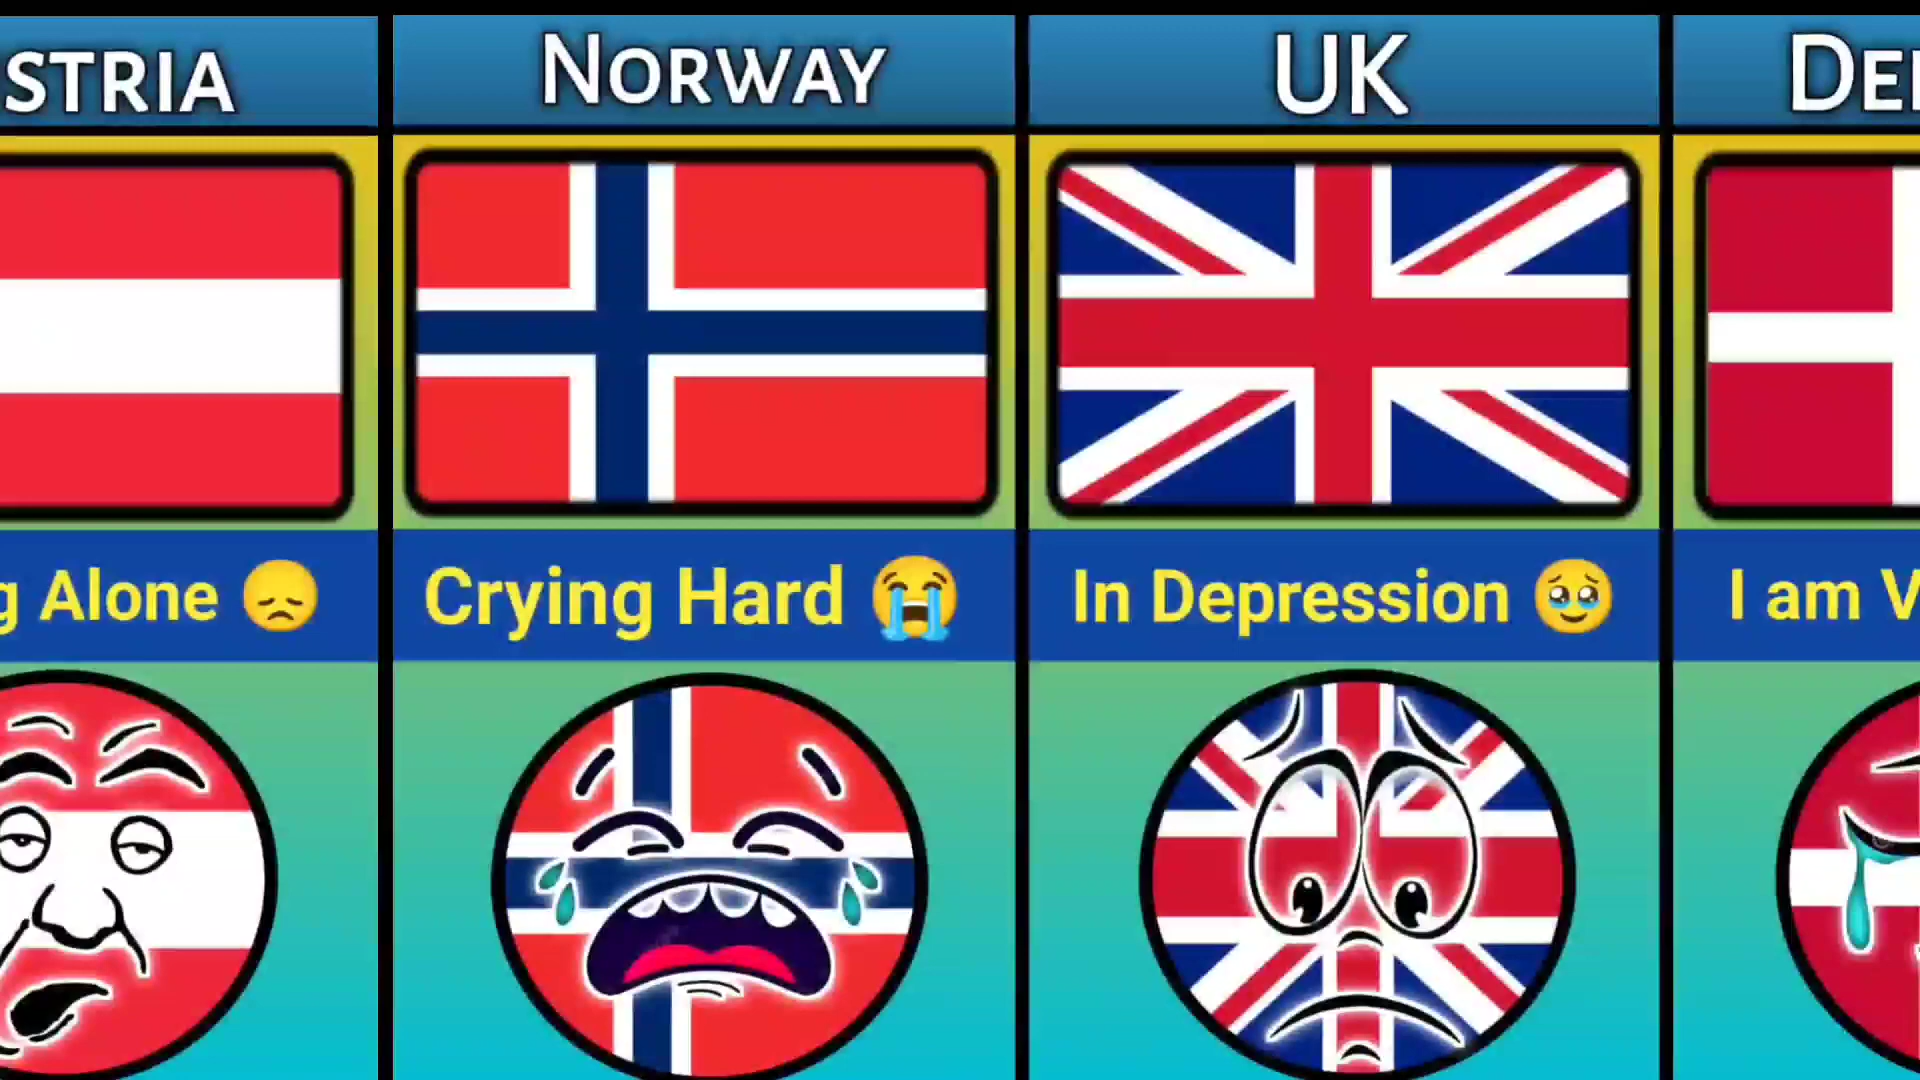 STRIA
NORWAY
UK
DE
g Alone 😞
Crying Hard 😭
In Depression 🥹
I am V